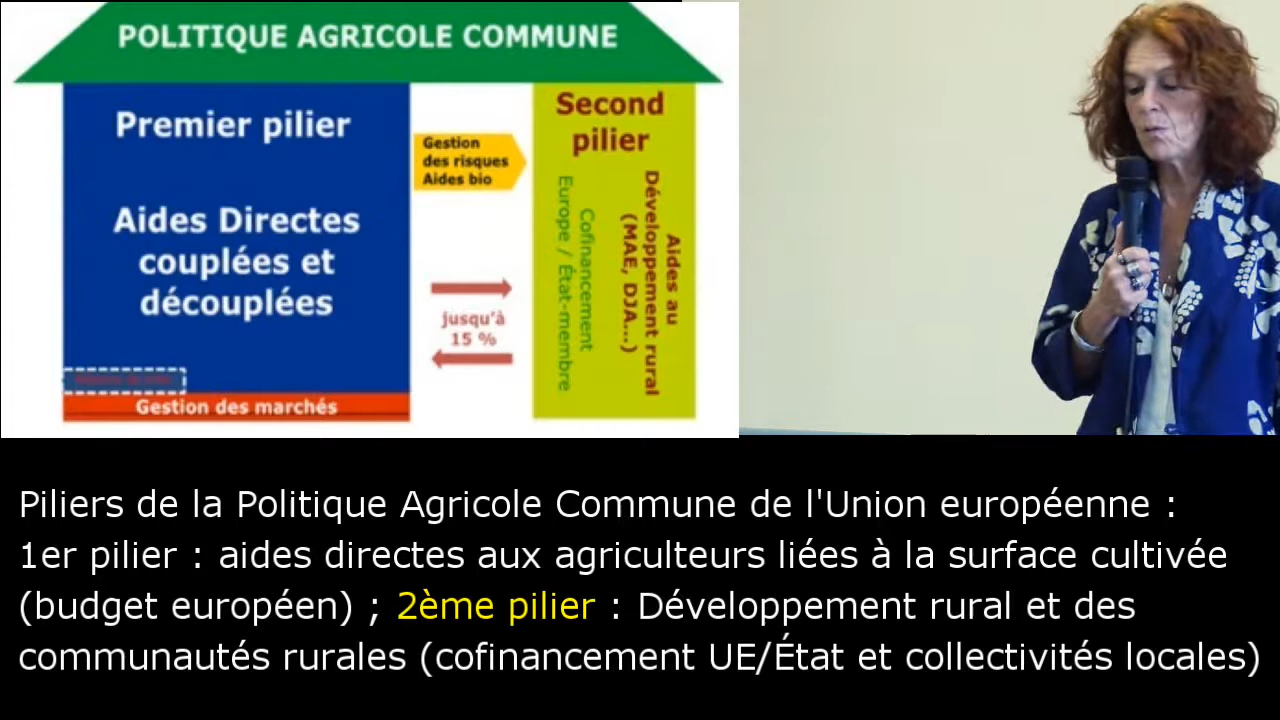 POLITIQUE AGRICOLE COMMUNE
Premier pilier
Aides Directes
couplées et
découplées
Gestion des marchés
Gestion
des risques
Aides bio
jusqu'à
15 %
Second
pilier
Aides au
Développement rural
(MAE, DJA...)
Cofinancement
Europe / État-membre
Piliers de la Politique Agricole Commune de l'Union européenne :
1er pilier : aides directes aux agriculteurs liées à la surface cultivée
(budget européen) ; 2ème pilier : Développement rural et des
communautés rurales (cofinancement UE/État et collectivités locales)